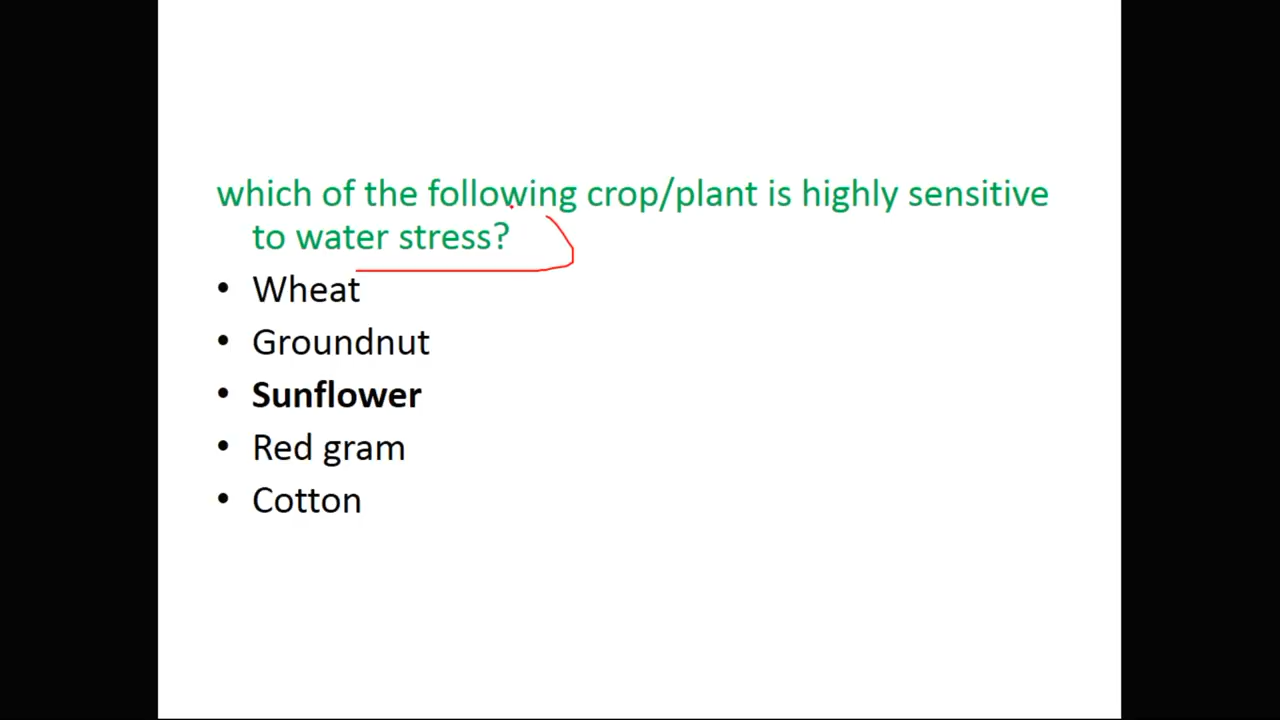 which of the following crop/plant is highly sensitive
to water stress?
• Wheat
• Groundnut
• Sunflower
• Red gram
• Cotton